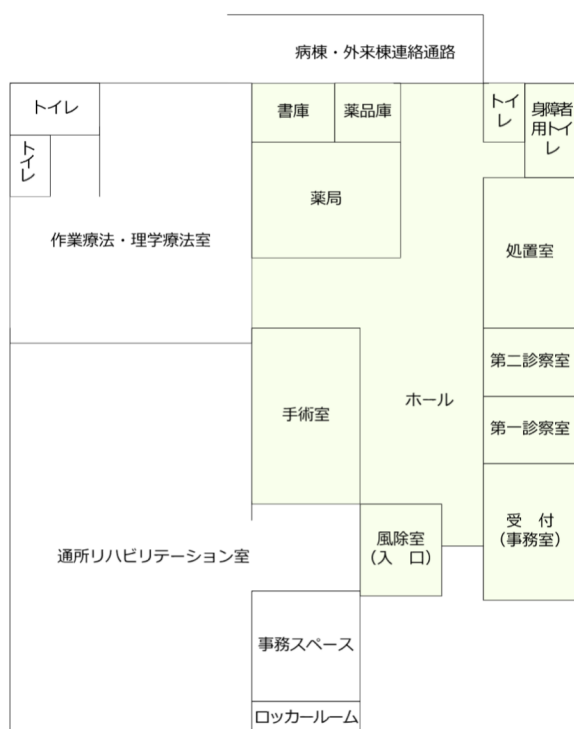 病棟・外来棟連絡通路
トイレ
書庫
薬品庫
トイ
レ
身障者
用トイ
レ
トイレ
薬局
作業療法・理学療法室
処置室
第二診察室
手術室
ホール
第一診察室
受　付
（事務室）
風除室
（入　口）
通所リハビリテーション室
事務スペース
ロッカールーム